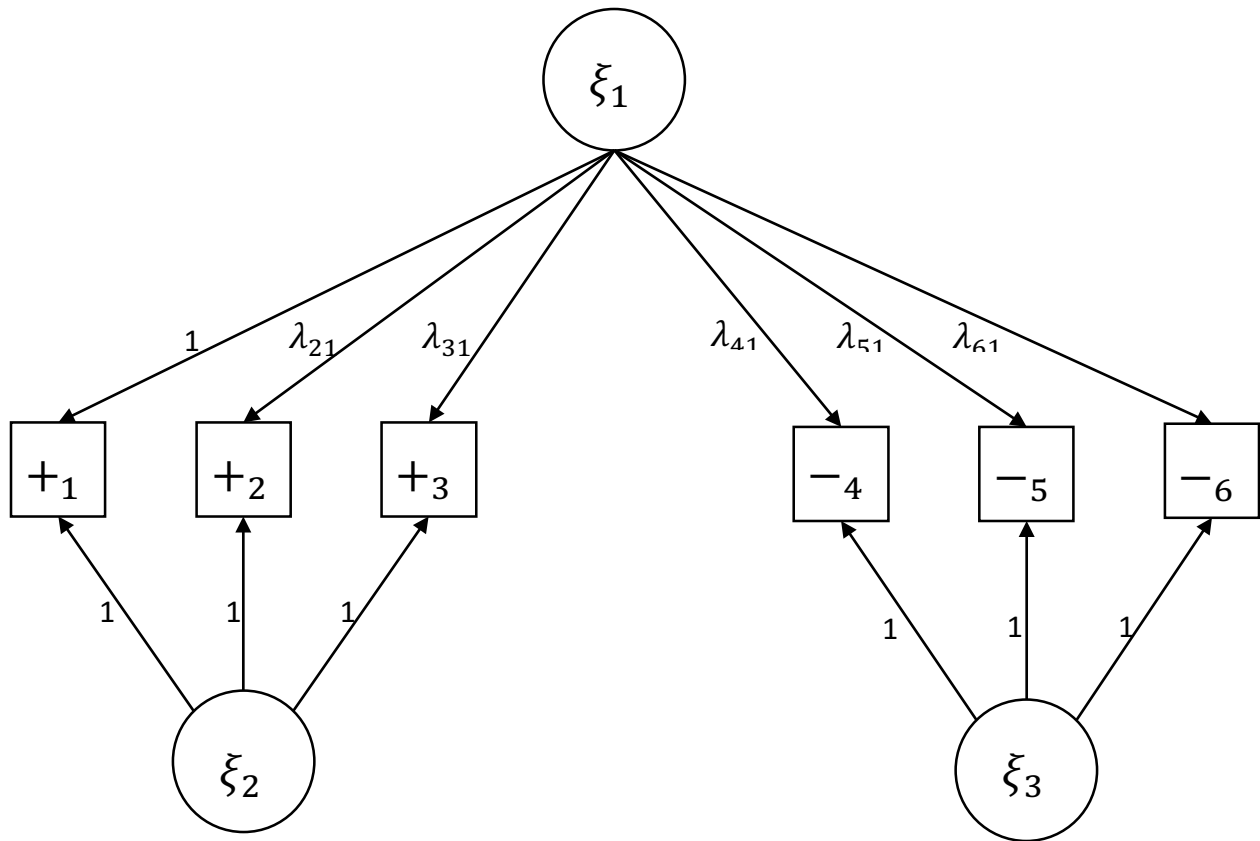 ξ₁
1 λ₂₁ λ₃₁ λ₄₁ λ₅₁ λ₆₁
+₁ +₂ +₃ −₄ −₅ −₆
1 1 1 1 1 1
ξ₂ ξ₃